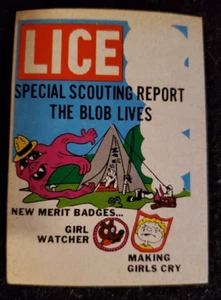 LICE
SPECIAL SCOUTING REPORT
THE BLOB LIVES
NEW MERIT BADGES...
GIRL
WATCHER
MAKING
GIRLS CRY